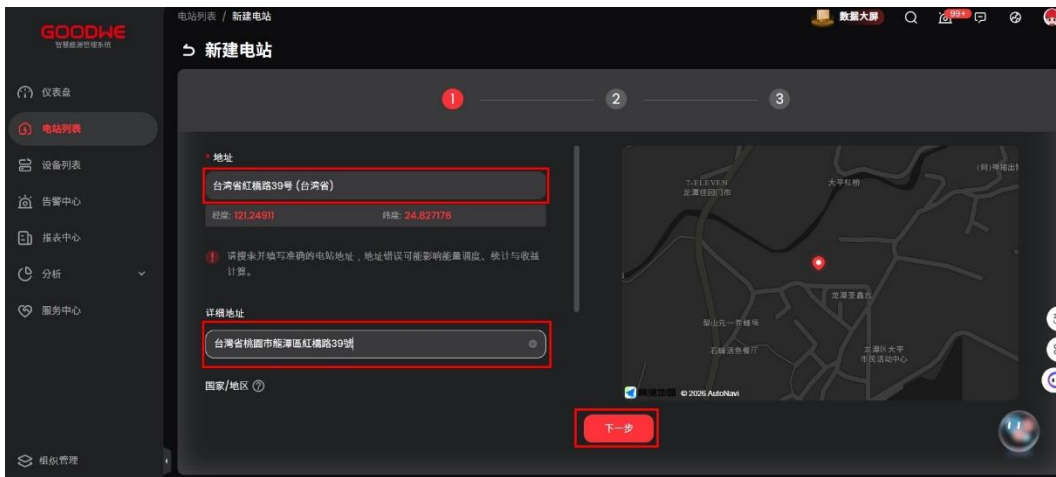 GOODWE
智慧能源管理系统
仪表盘
电站列表
设备列表
告警中心
报表中心
分析
服务中心
组织管理
电站列表 / 新建电站
数据大屏
99+
新建电站
1 2 3
* 地址
台湾省紅橋路39号 (台湾省)
经度: 121.24911 纬度: 24.827176
请搜索并填写准确的电站地址，地址错误可能影响能量调度、统计与收益
计算。
详细地址
台灣省桃園市龍潭區紅橋路39號
国家/地区
下一步
7-ELEVEN
龙潭佳园门市
太平红桥
石缘活鱼餐厅
龙潭区太平
市民活动中心
© 2026 AutoNavi